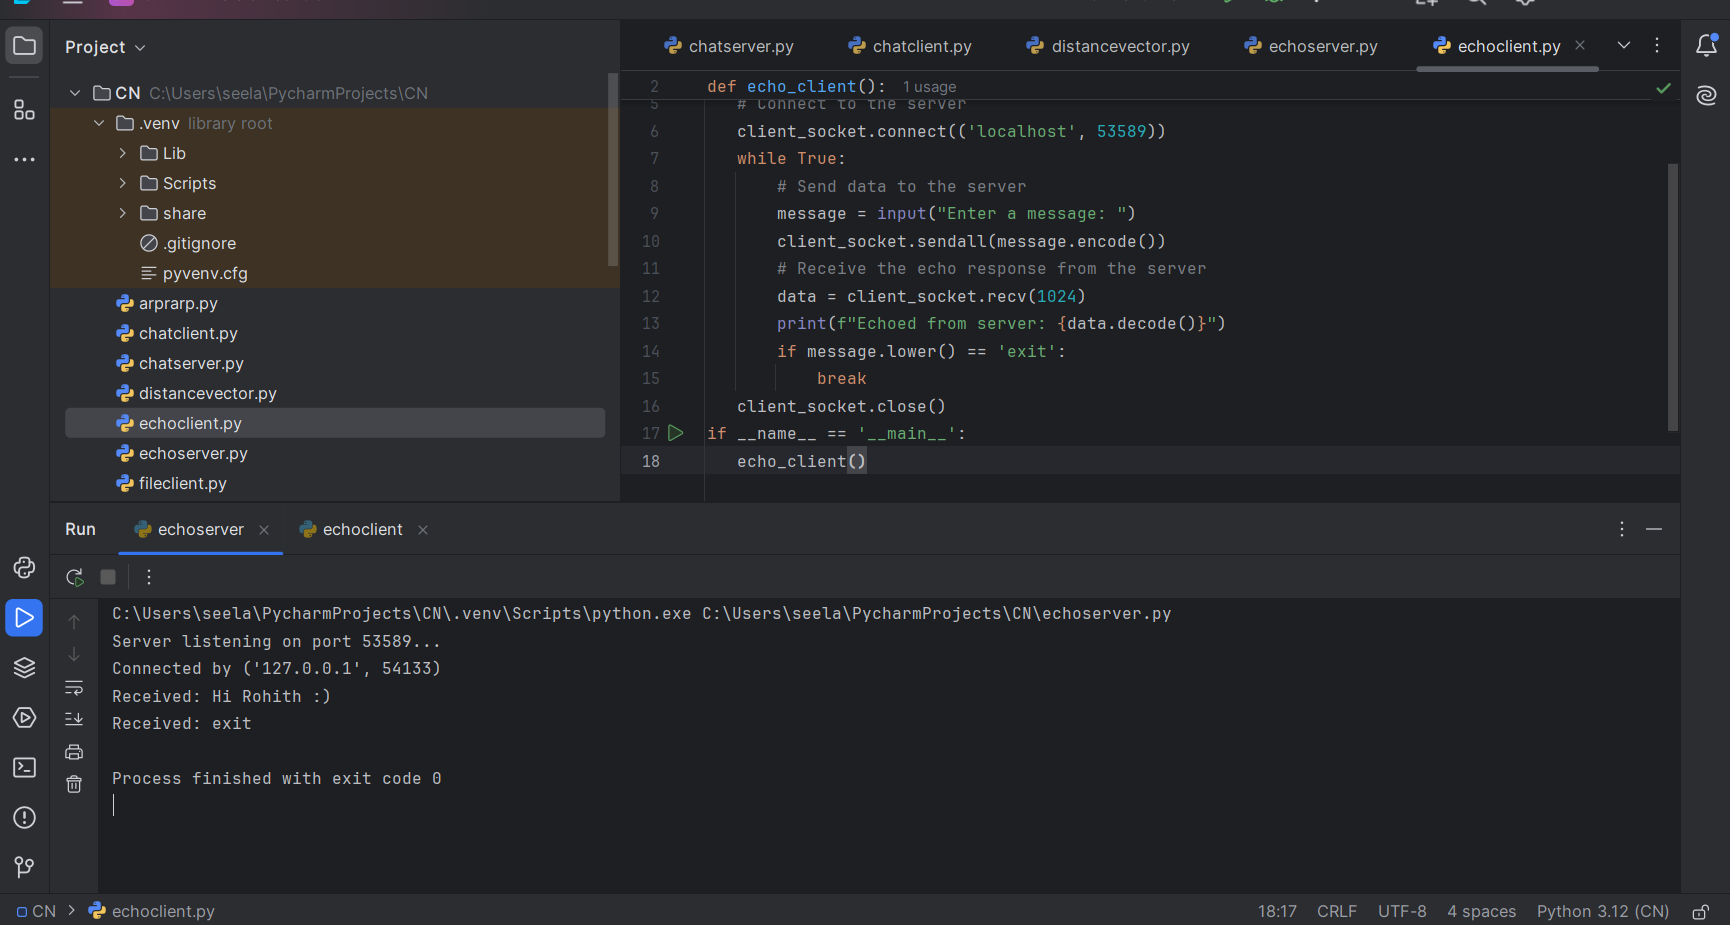 Project
chatserver.py
chatclient.py
distancevector.py
echoserver.py
echoclient.py
CN C:\Users\seela\PycharmProjects\CN
.venv library root
Lib
Scripts
share
.gitignore
pyvenv.cfg
arprarp.py
chatclient.py
chatserver.py
distancevector.py
echoclient.py
echoserver.py
fileclient.py
2 def echo_client(): 1 usage
5 # Connect to the server
6 client_socket.connect(('localhost', 53589))
7 while True:
8 # Send data to the server
9 message = input("Enter a message: ")
10 client_socket.sendall(message.encode())
11 # Receive the echo response from the server
12 data = client_socket.recv(1024)
13 print(f"Echoed from server: {data.decode()}")
14 if message.lower() == 'exit':
15 break
16 client_socket.close()
17 if __name__ == '__main__':
18 echo_client()
Run echoserver echoclient
C:\Users\seela\PycharmProjects\CN\.venv\Scripts\python.exe C:\Users\seela\PycharmProjects\CN\echoserver.py
Server listening on port 53589...
Connected by ('127.0.0.1', 54133)
Received: Hi Rohith :)
Received: exit
Process finished with exit code 0
CN > echoclient.py
18:17 CRLF UTF-8 4 spaces Python 3.12 (CN)